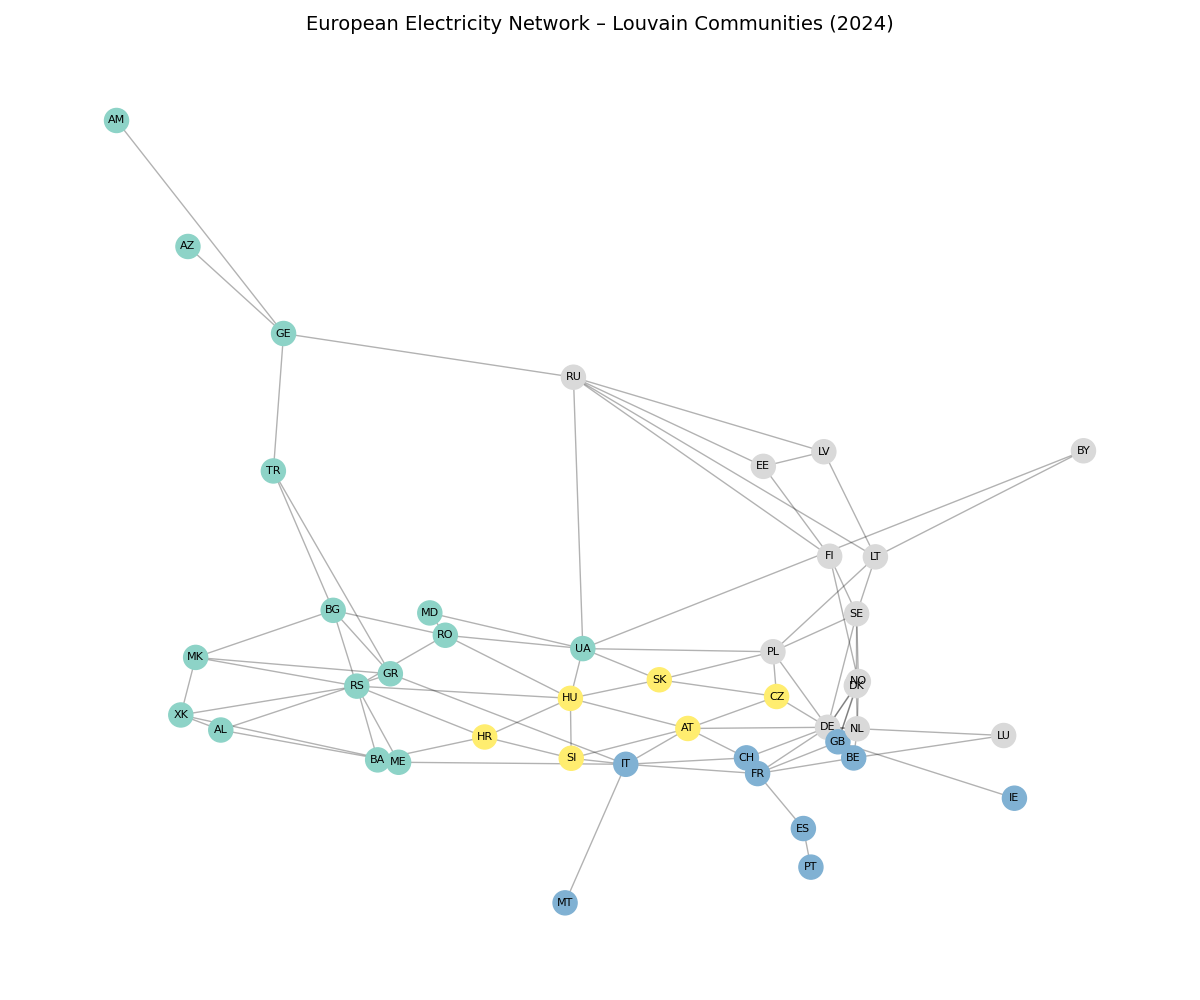 European Electricity Network – Louvain Communities (2024)
AM
AZ
GE
RU
LV
BY
EE
TR
FI
LT
BG
MD
SE
RO
UA
PL
MK
GR
SK
NO
RS
DK
HU
CZ
XK
AL
AT
DE
NL
LU
HR
GB
BA
ME
SI
IT
CH
BE
FR
IE
ES
PT
MT